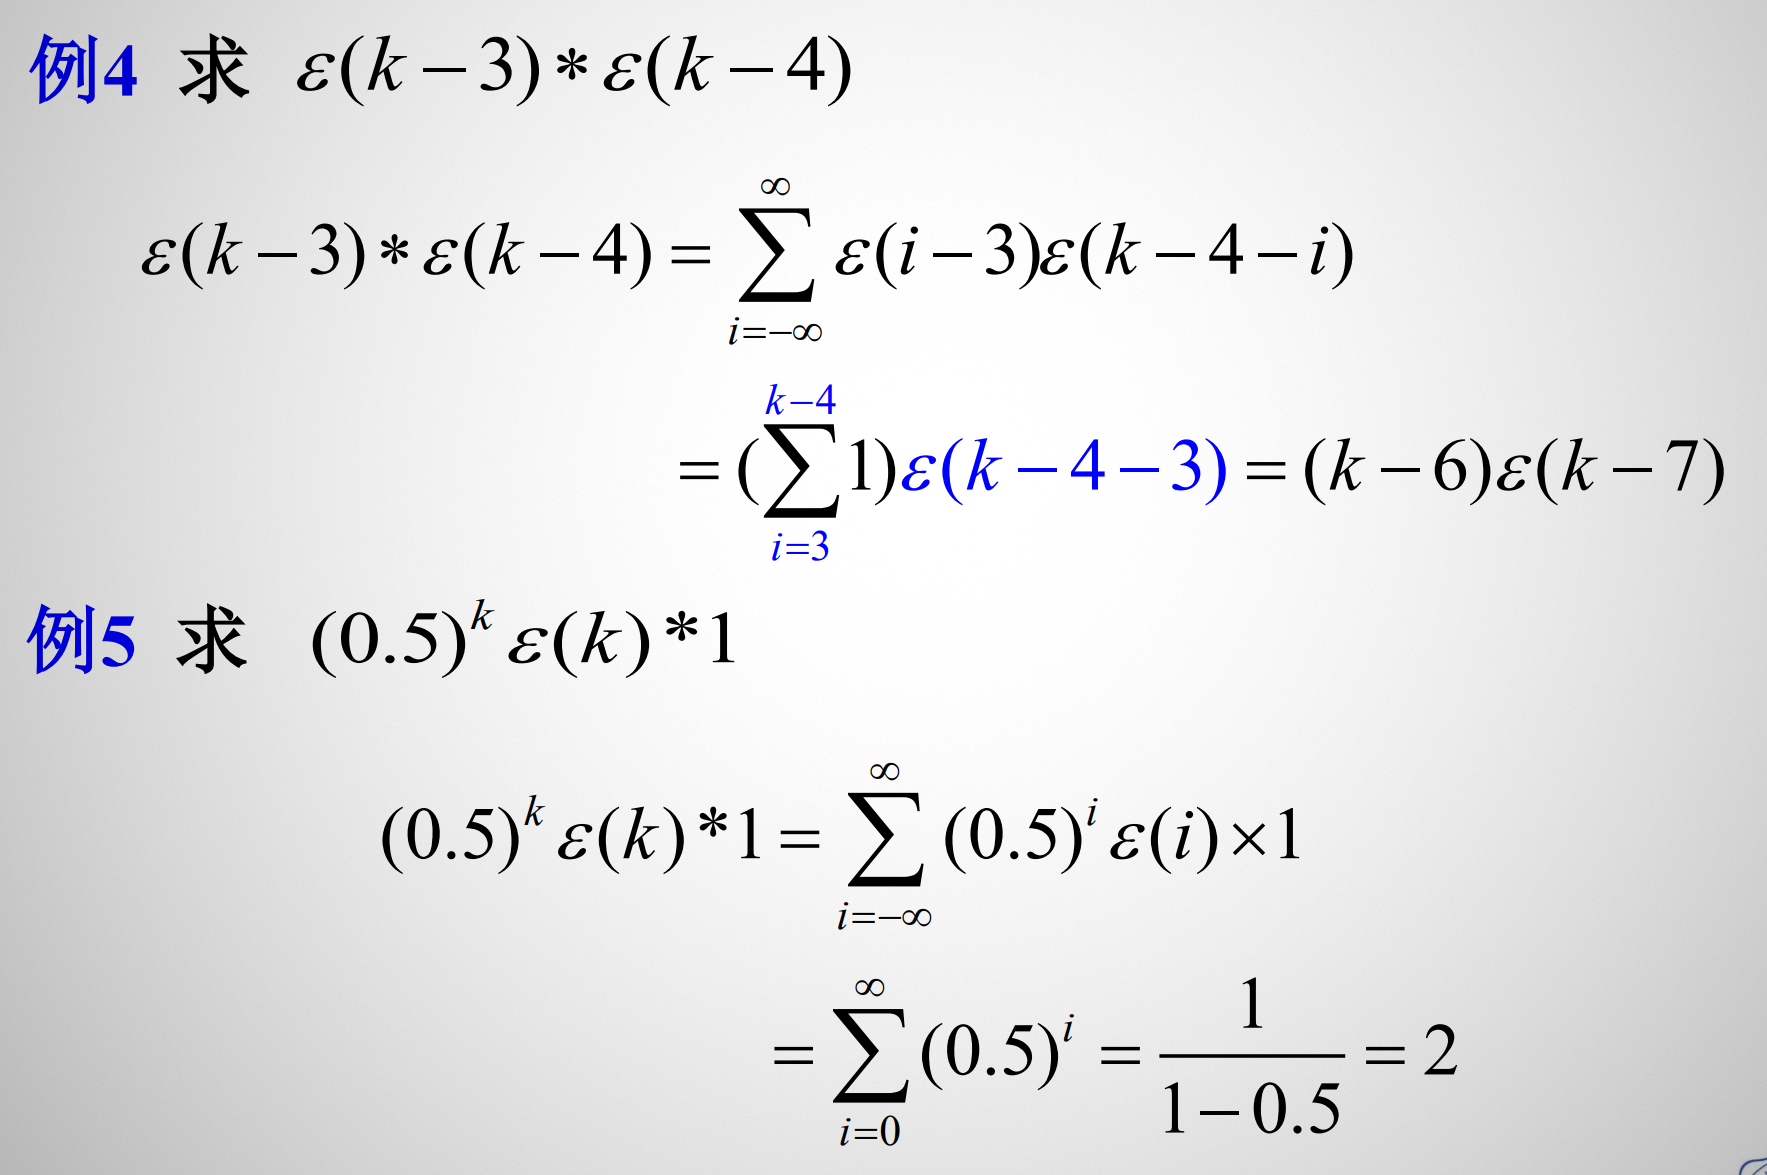 例4 求 ε(k−3)*ε(k−4)
ε(k−3)*ε(k−4) = ∑_{i=−∞}^{∞} ε(i−3)ε(k−4−i)
= (∑_{i=3}^{k−4} 1)ε(k−4−3) = (k−6)ε(k−7)
例5 求 (0.5)^k ε(k)*1
(0.5)^k ε(k)*1 = ∑_{i=−∞}^{∞} (0.5)^i ε(i)×1
= ∑_{i=0}^{∞} (0.5)^i = \frac{1}{1−0.5} = 2